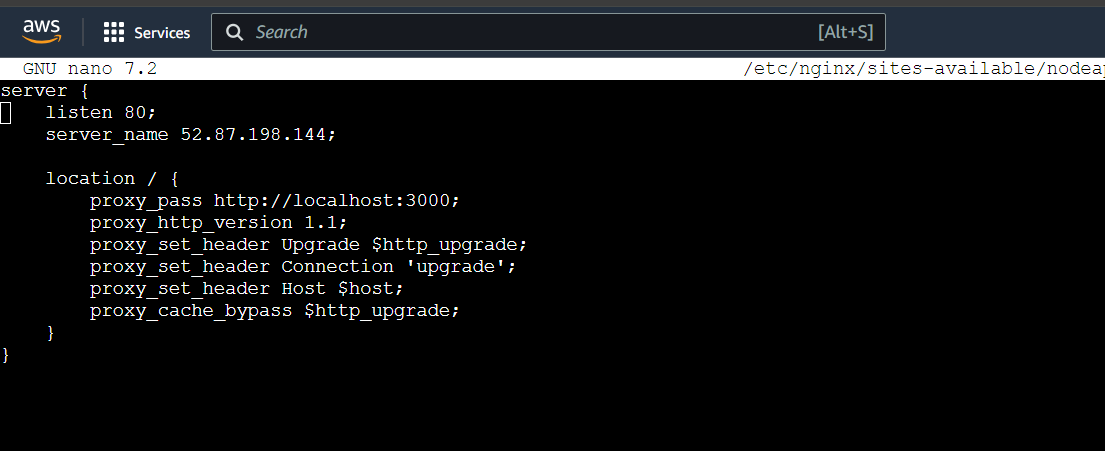 aws Services Search [Alt+S]
GNU nano 7.2 /etc/nginx/sites-available/nodea
server {
    listen 80;
    server_name 52.87.198.144;

    location / {
        proxy_pass http://localhost:3000;
        proxy_http_version 1.1;
        proxy_set_header Upgrade $http_upgrade;
        proxy_set_header Connection 'upgrade';
        proxy_set_header Host $host;
        proxy_cache_bypass $http_upgrade;
    }
}